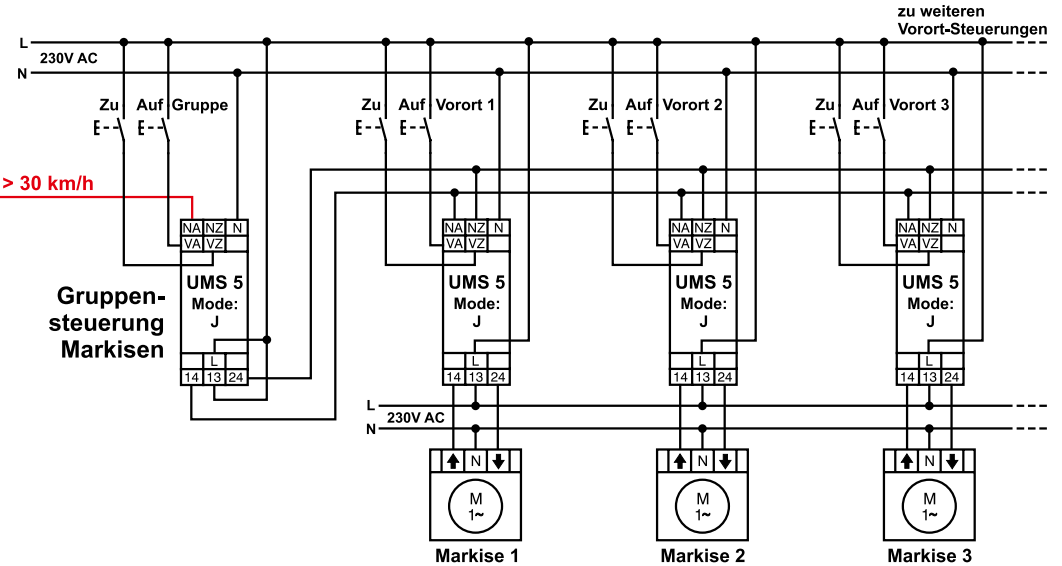 zu weiteren
Vorort-Steuerungen
L
230V AC
N
Zu Auf Gruppe
Zu Auf Vorort 1
Zu Auf Vorort 2
Zu Auf Vorort 3
> 30 km/h
NA NZ N
VA VZ
UMS 5
Mode:
J
L
14 13 24
Gruppen-
steuerung
Markisen
NA NZ N
VA VZ
UMS 5
Mode:
J
L
14 13 24
NA NZ N
VA VZ
UMS 5
Mode:
J
L
14 13 24
NA NZ N
VA VZ
UMS 5
Mode:
J
L
14 13 24
L
230V AC
N
N
M
1~
Markise 1
N
M
1~
Markise 2
N
M
1~
Markise 3